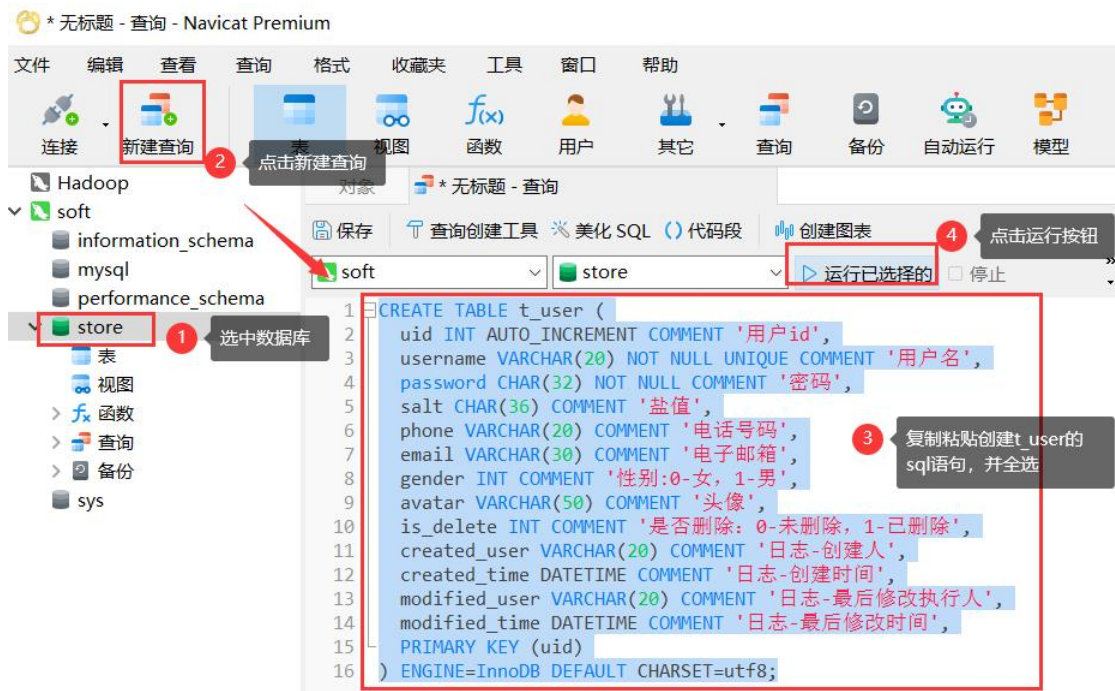 * 无标题 - 查询 - Navicat Premium
文件 编辑 查看 查询 格式 收藏夹 工具 窗口 帮助
连接 新建查询 表 视图 函数 用户 其它 查询 备份 自动运行 模型
f(x)
2 点击新建查询
Hadoop
soft
information_schema
mysql
performance_schema
store
1 选中数据库
表
视图
fx 函数
查询
备份
sys
对象 * 无标题 - 查询
保存 查询创建工具 美化 SQL () 代码段 创建图表
4 点击运行按钮
soft store 运行已选择的 停止 »
1 CREATE TABLE t_user (
2 uid INT AUTO_INCREMENT COMMENT '用户id',
3 username VARCHAR(20) NOT NULL UNIQUE COMMENT '用户名',
4 password CHAR(32) NOT NULL COMMENT '密码',
5 salt CHAR(36) COMMENT '盐值',
6 phone VARCHAR(20) COMMENT '电话号码',
7 email VARCHAR(30) COMMENT '电子邮箱',
8 gender INT COMMENT '性别:0-女，1-男',
9 avatar VARCHAR(50) COMMENT '头像',
10 is_delete INT COMMENT '是否删除：0-未删除，1-已删除',
11 created_user VARCHAR(20) COMMENT '日志-创建人',
12 created_time DATETIME COMMENT '日志-创建时间',
13 modified_user VARCHAR(20) COMMENT '日志-最后修改执行人',
14 modified_time DATETIME COMMENT '日志-最后修改时间',
15 PRIMARY KEY (uid)
16 ) ENGINE=InnoDB DEFAULT CHARSET=utf8;
3 复制粘贴创建t_user的
sql语句，并全选